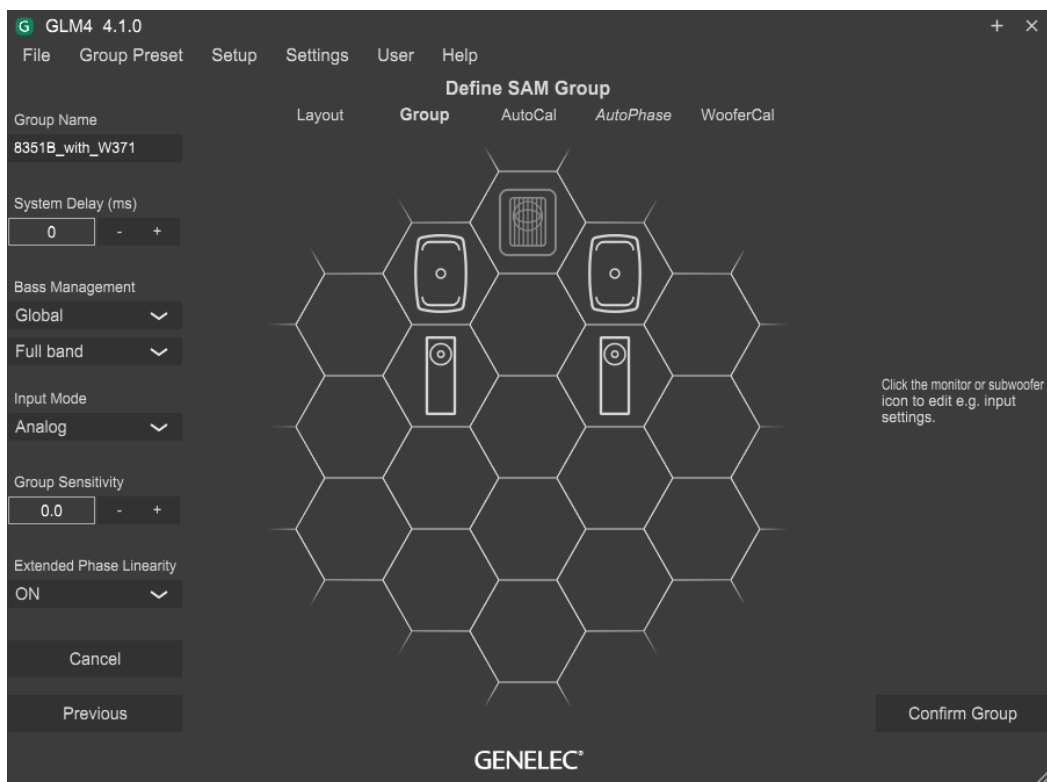 G GLM4 4.1.0 + ×
File Group Preset Setup Settings User Help
Define SAM Group
Layout Group AutoCal AutoPhase WooferCal
Group Name
8351B_with_W371
System Delay (ms)
0 - +
Bass Management
Global
Full band
Input Mode
Analog
Group Sensitivity
0.0 - +
Extended Phase Linearity
ON
Cancel
Previous
Click the monitor or subwoofer
icon to edit e.g. input
settings.
Confirm Group
GENELEC®